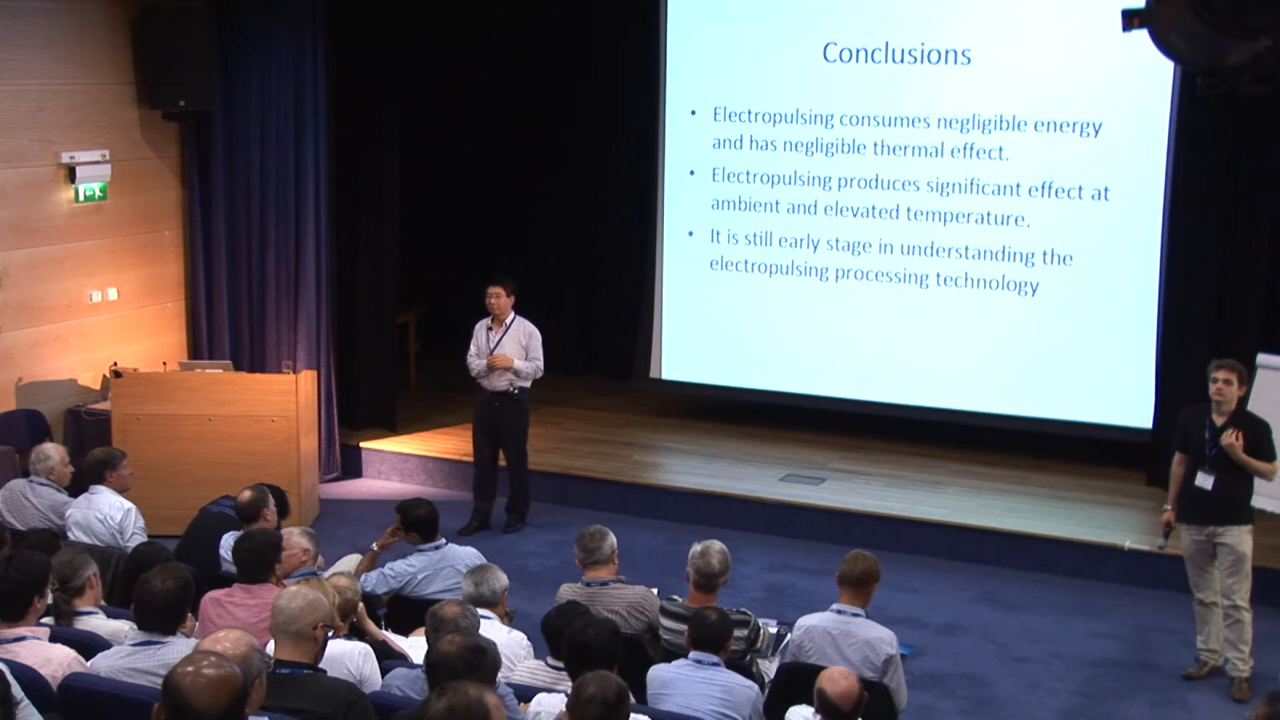 Conclusions
• Electropulsing consumes negligible energy
and has negligible thermal effect.
• Electropulsing produces significant effect at
ambient and elevated temperature.
• It is still early stage in understanding the
electropulsing processing technology